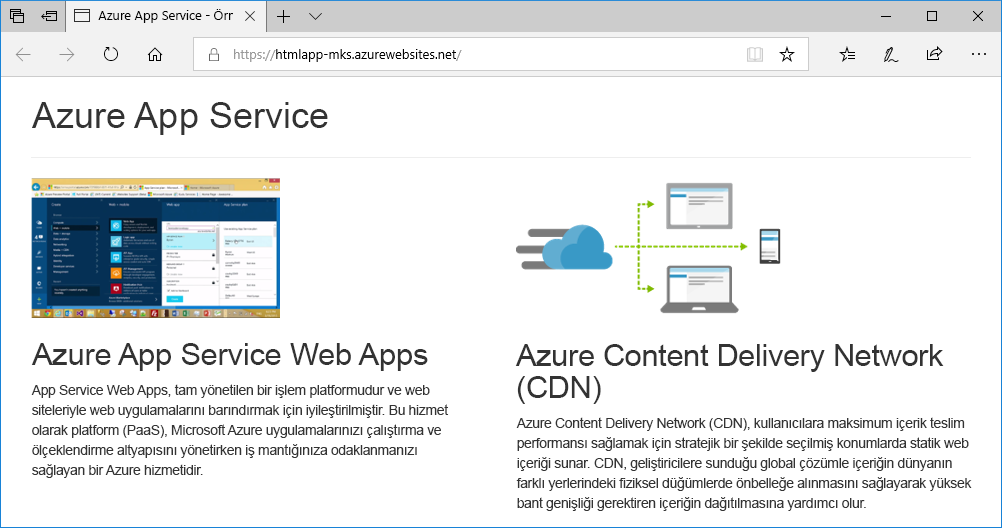 Azure App Service - Örr
https://htmlapp-mks.azurewebsites.net/
Azure App Service
Azure App Service Web Apps
App Service Web Apps, tam yönetilen bir işlem platformudur ve web
siteleriyle web uygulamalarını barındırmak için iyileştirilmiştir. Bu hizmet
olarak platform (PaaS), Microsoft Azure uygulamalarınızı çalıştırma ve
ölçeklendirme altyapısını yönetirken iş mantığınıza odaklanmanızı
sağlayan bir Azure hizmetidir.
Azure Content Delivery Network
(CDN)
Azure Content Delivery Network (CDN), kullanıcılara maksimum içerik teslim
performansı sağlamak için stratejik bir şekilde seçilmiş konumlarda statik web
içeriği sunar. CDN, geliştiricilere sunduğu global çözümle içeriğin dünyanın
farklı yerlerindeki fiziksel düğümlerde önbelleğe alınmasını sağlayarak yüksek
bant genişliği gerektiren içeriğin dağıtılmasına yardımcı olur.